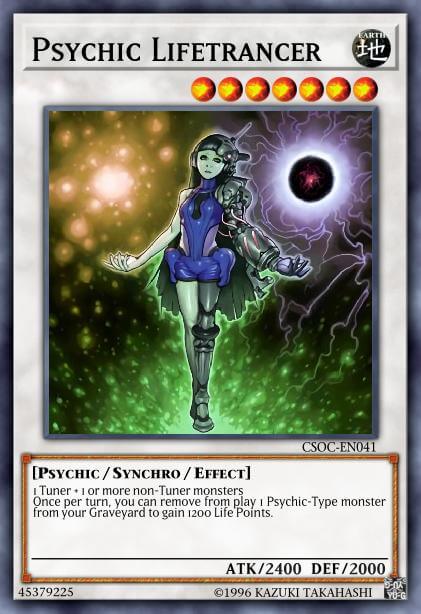 PSYCHIC LIFETRANCER
EARTH
地
CSOC-EN041
[PSYCHIC / SYNCHRO / EFFECT]
1 Tuner + 1 or more non-Tuner monsters
Once per turn, you can remove from play 1 Psychic-Type monster
from your Graveyard to gain 1200 Life Points.
ATK/2400 DEF/2000
45379225
©1996 KAZUKI TAKAHASHI